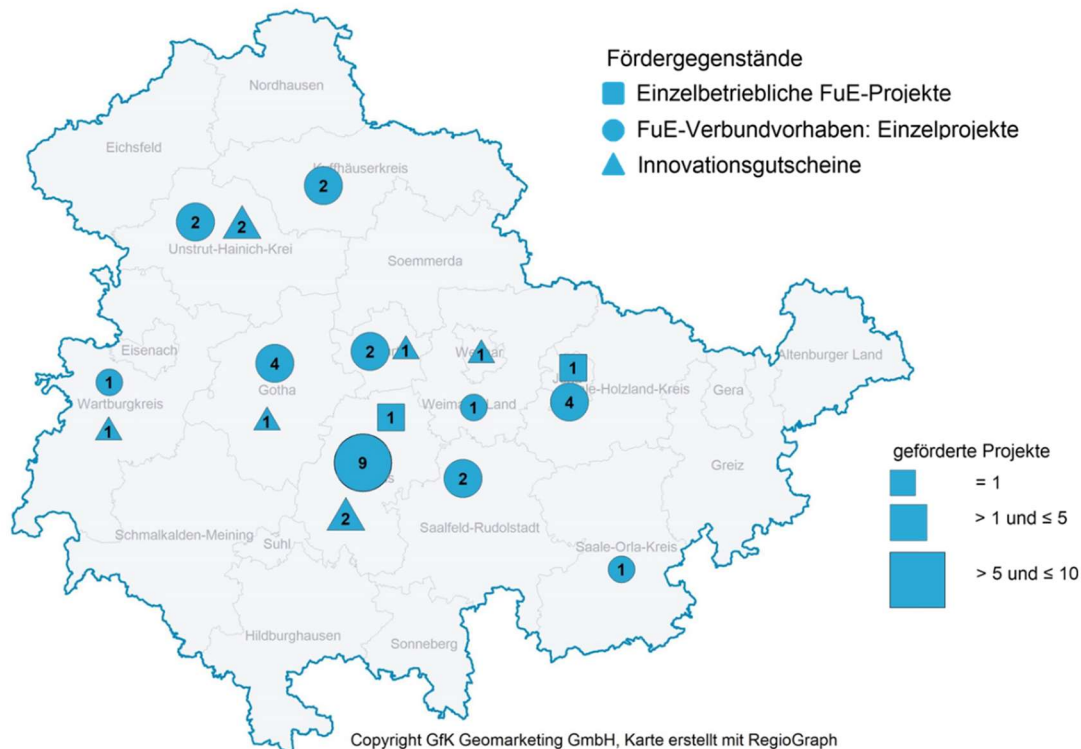 Fördergegenstände
Einzelbetriebliche FuE-Projekte
FuE-Verbundvorhaben: Einzelprojekte
Innovationsgutscheine
Nordhausen
Eichsfeld
2
2
2
Unstrut-Hainich-Krei
Soemmerda
Eisenach
4
2
1
1
1
Altenburger Land
1
Gotha
4
Gera
Wartburgkreis
1
1
1
Weimarer Land
1
9
2
Greiz
2
Schmalkalden-Meining
Suhl
Saalfeld-Rudolstadt
Saale-Orla-Kreis
1
Hildburghausen
Sonneberg
geförderte Projekte
= 1
> 1 und ≤ 5
> 5 und ≤ 10
Copyright GfK Geomarketing GmbH, Karte erstellt mit RegioGraph